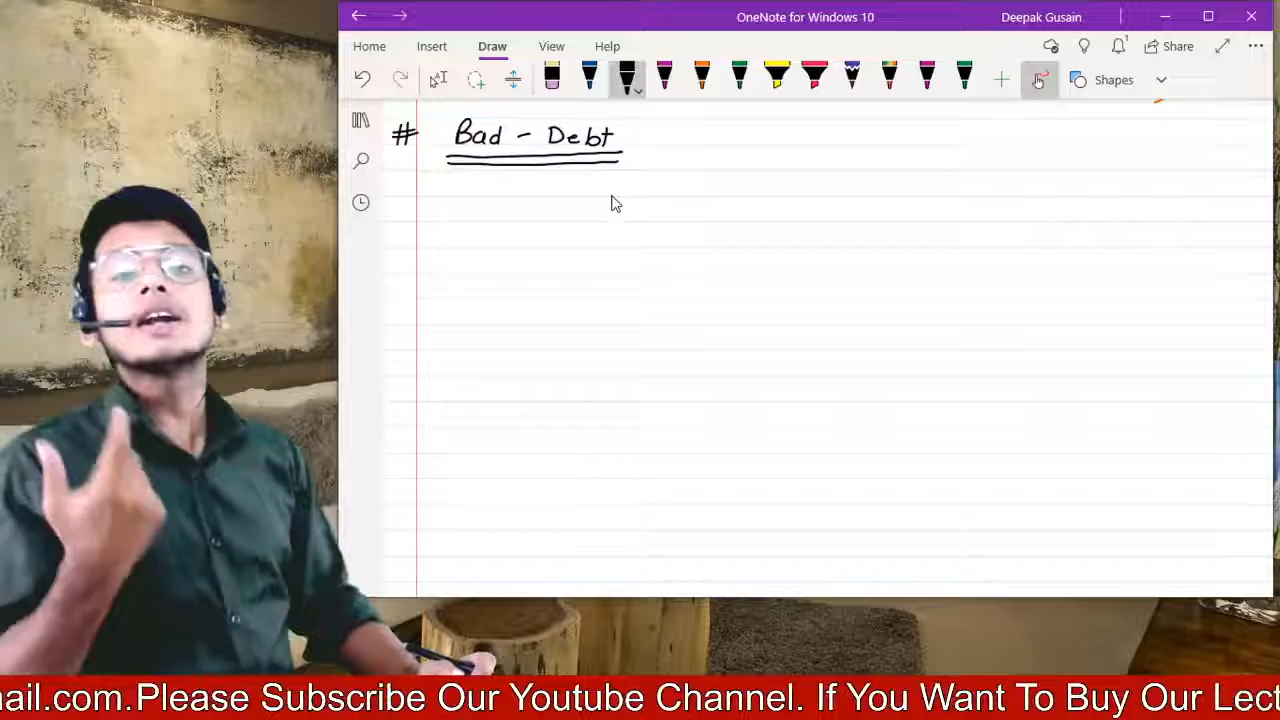 OneNote for Windows 10
Deepak Gusain
Home Insert Draw View Help
Share
Shapes
# Bad - Debt
mail.com.Please Subscribe Our Youtube Channel. If You Want To Buy Our Lect